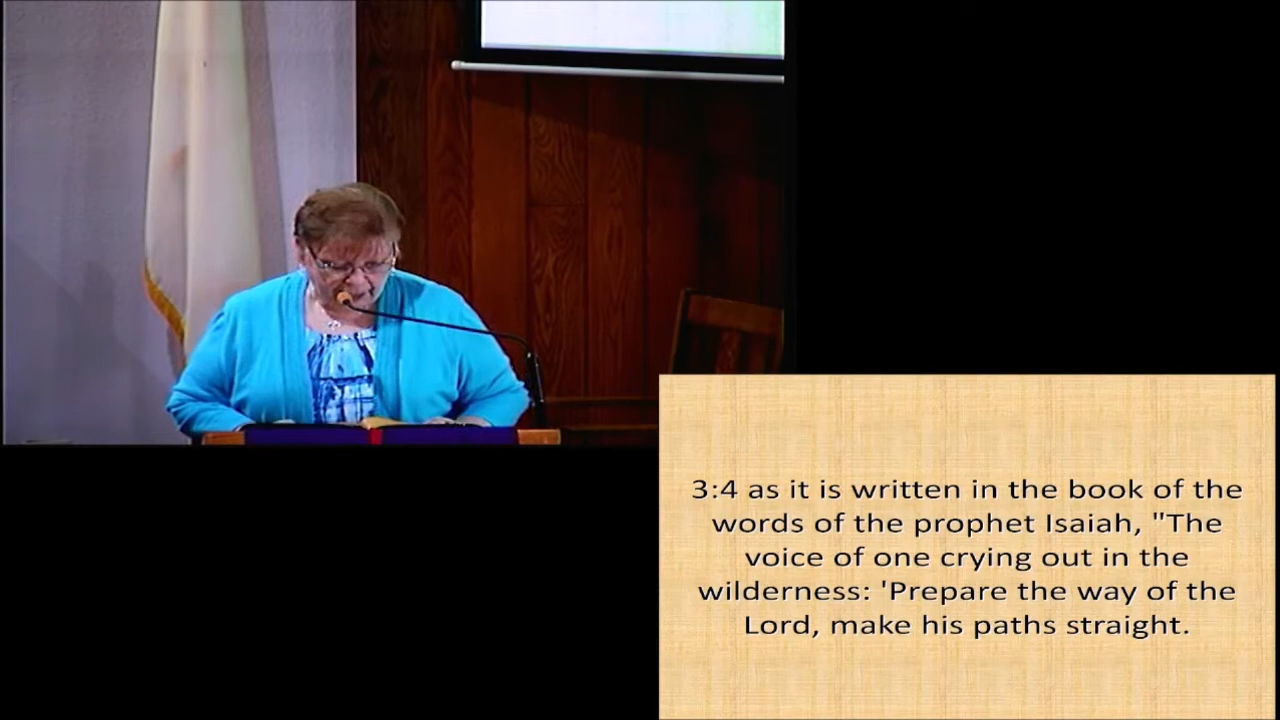 3:4 as it is written in the book of the
words of the prophet Isaiah, "The
voice of one crying out in the
wilderness: 'Prepare the way of the
Lord, make his paths straight.